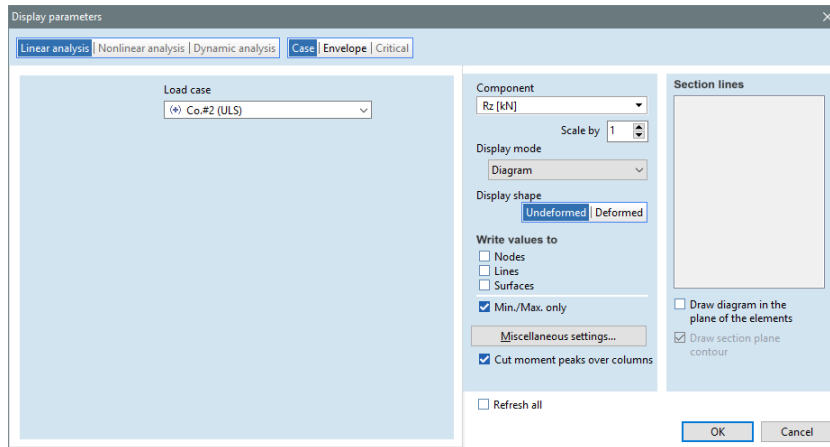 Display parameters
Linear analysis | Nonlinear analysis | Dynamic analysis
Case | Envelope | Critical
Load case
(+) Co.#2 (ULS)
Component
Rz [kN]
Scale by 1
Display mode
Diagram
Display shape
Undeformed | Deformed
Write values to
Nodes
Lines
Surfaces
Min./Max. only
Miscellaneous settings...
Cut moment peaks over columns
Refresh all
Section lines
Draw diagram in the
plane of the elements
Draw section plane
contour
OK
Cancel